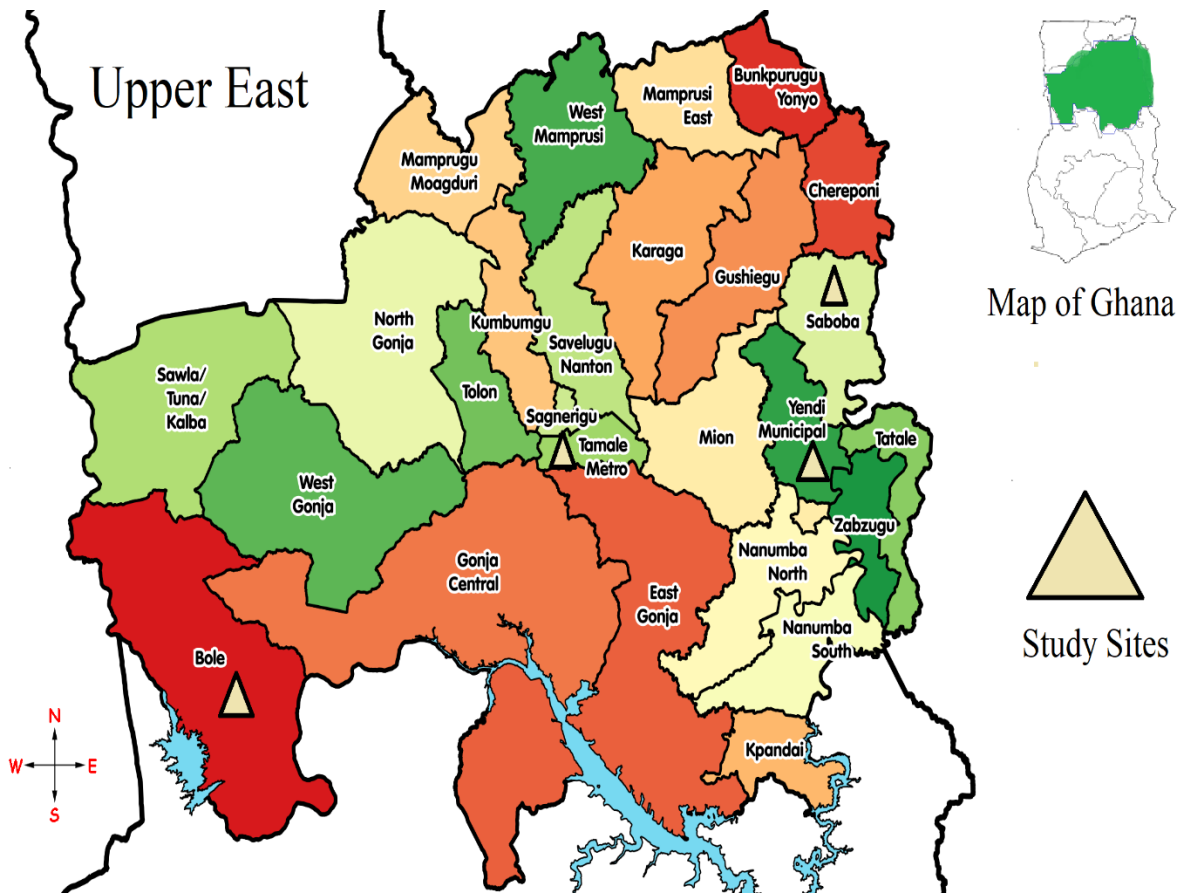 Upper East
Bunkpurugu
Yonyo
Mamprusi
East
West
Mamprusi
Mamprugu
Moagduri
Chereponi
Karaga
Gushiegu
Map of Ghana
Saboba
North
Gonja
Kumbumgu
Savelugu
Nanton
Sawla/
Tuna/
Kalba
Tolon
Sagnerigu
Yendi
Municipal
Mion
Tatale
Tamale
Metro
West
Gonja
Zabzugu
Nanumba
North
Gonja
Central
East
Gonja
Nanumba
South
Study Sites
Bole
N
W
E
S
Kpandai